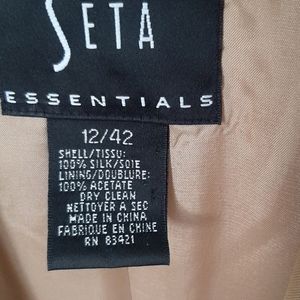 SETA
ESSENTIALS
12/42
SHELL/TISSU:
100% SILK/SOIE
LINING/DOUBLURE:
100% ACETATE
DRY CLEAN
NETTOYER A SEC
MADE IN CHINA
FABRIQUE EN CHINE
RN 83421